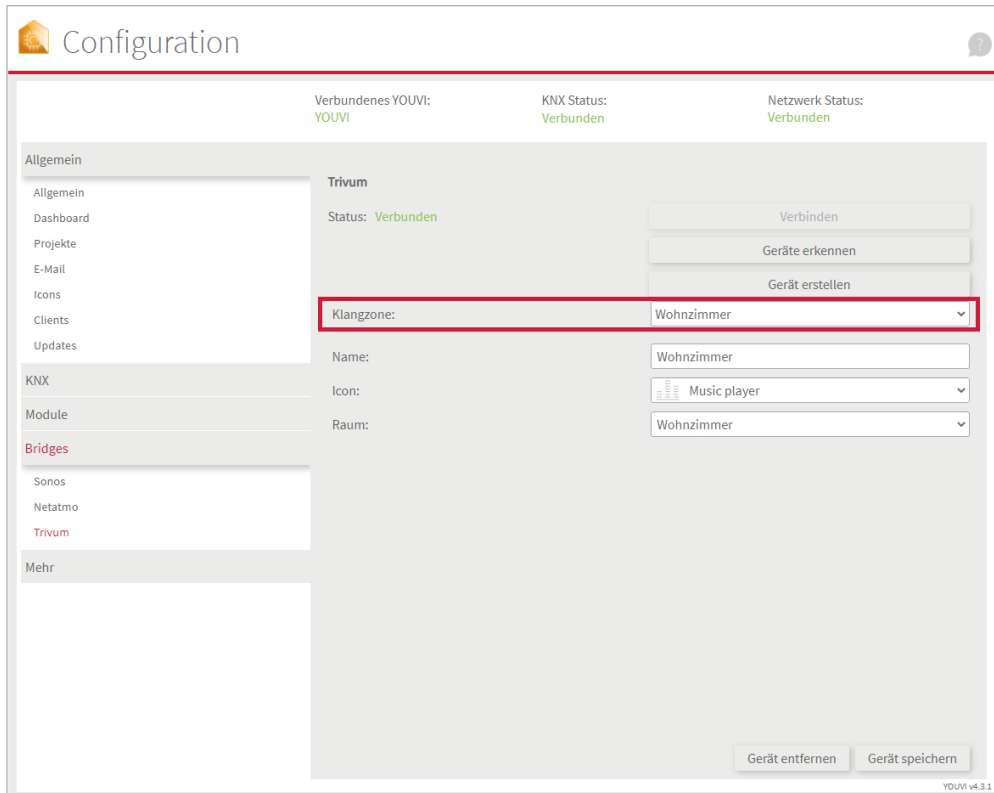 Configuration
?
Verbundenes YOUVI:
YOUVI
KNX Status:
Verbunden
Netzwerk Status:
Verbunden
Allgemein
Allgemein
Dashboard
Projekte
E-Mail
Icons
Clients
Updates
KNX
Module
Bridges
Sonos
Netatmo
Trivum
Mehr
Trivum
Status: Verbunden
Verbinden
Geräte erkennen
Gerät erstellen
Klangzone: Wohnzimmer
Name: Wohnzimmer
Icon: Music player
Raum: Wohnzimmer
Gerät entfernen Gerät speichern
YOUVI v4.3.1